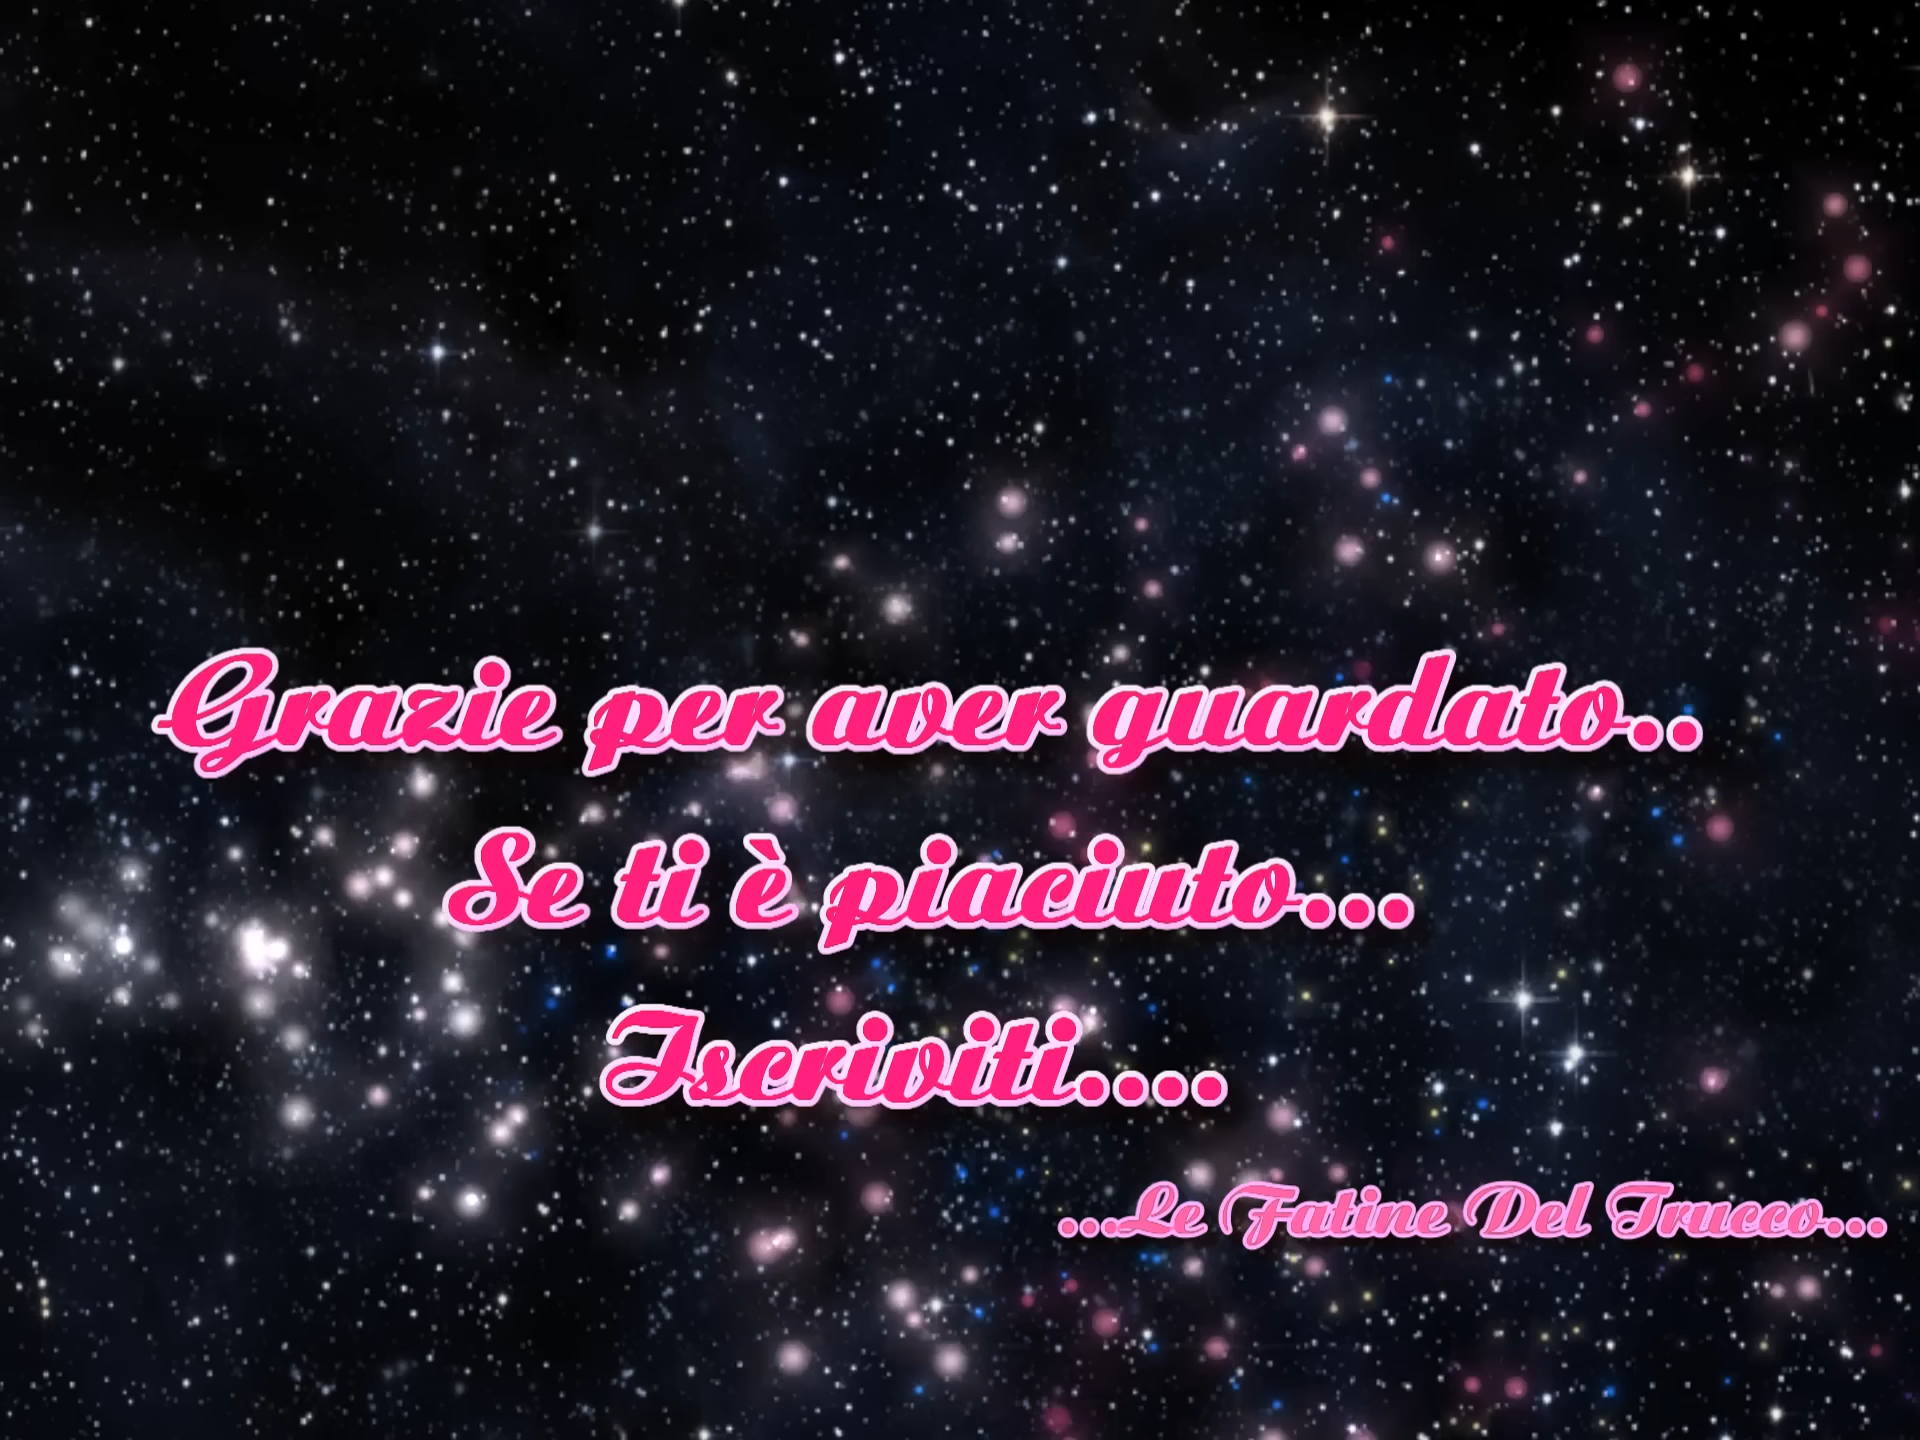 Grazie per aver guardato..
Se ti è piaciuto...
Iscriviti....
...Le Fatine Del Trucco...